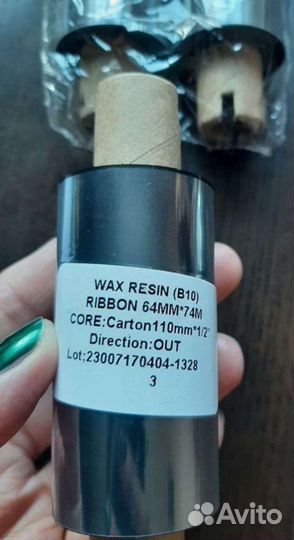 WAX RESIN (B10)
RIBBON 64MM*74M
CORE:Carton110mm*1/2"
Direction:OUT
Lot;23007170404-1328
3
Avito